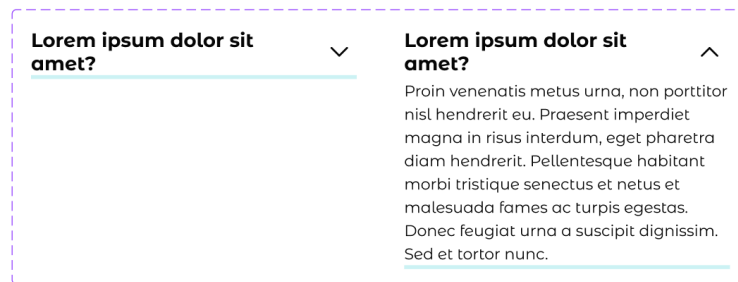 Lorem ipsum dolor sit
amet?
Lorem ipsum dolor sit
amet?
Proin venenatis metus urna, non porttitor
nisl hendrerit eu. Praesent imperdiet
magna in risus interdum, eget pharetra
diam hendrerit. Pellentesque habitant
morbi tristique senectus et netus et
malesuada fames ac turpis egestas.
Donec feugiat urna a suscipit dignissim.
Sed et tortor nunc.